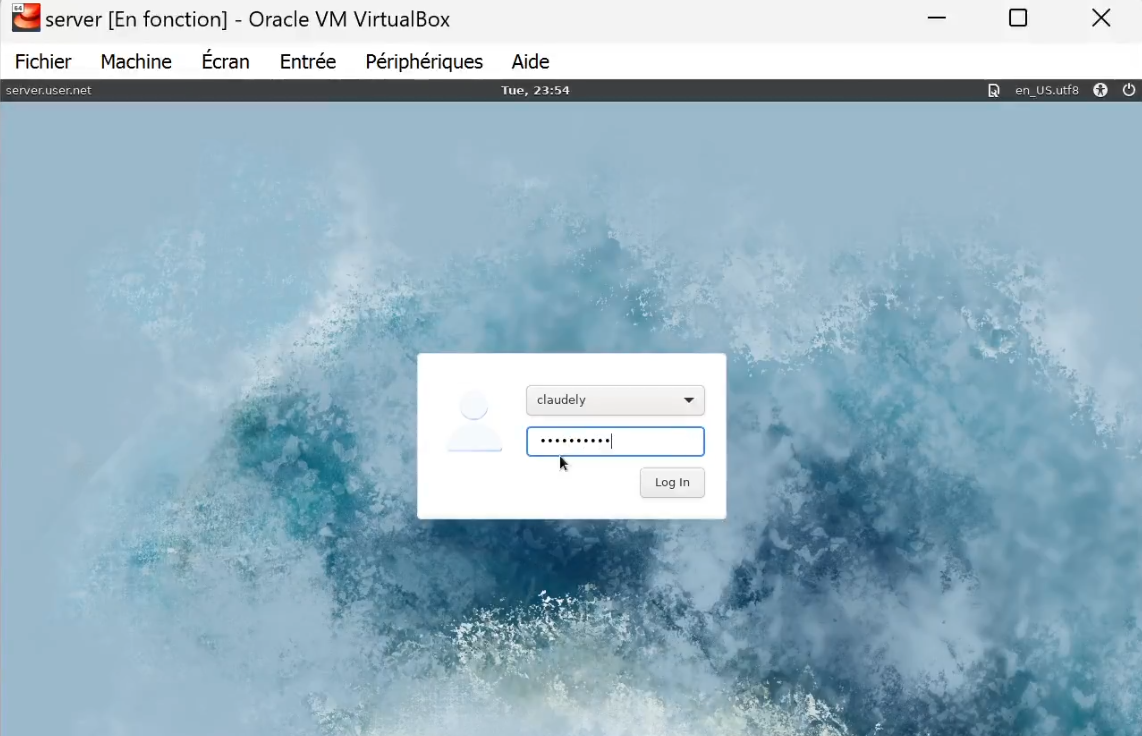 64
server [En fonction] - Oracle VM VirtualBox
Fichier Machine Écran Entrée Périphériques Aide
server.user.net Tue, 23:54 en_US.utf8
claudely
••••••••••
Log In